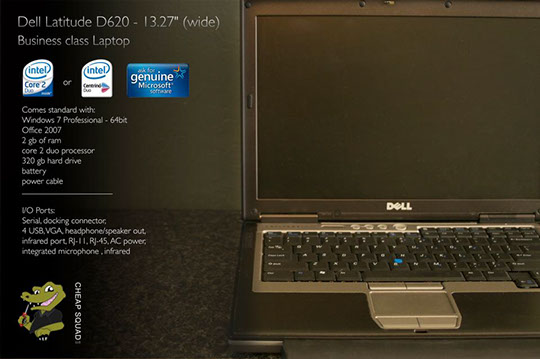 Dell Latitude D620 - 13.27" (wide)
Business class Laptop
intel
Core 2
Duo
or
intel
Centrino
Duo
ask for
genuine
Microsoft
software
Comes standard with:
Windows 7 Professional - 64bit
Office 2007
2 gb of ram
core 2 duo processor
320 gb hard drive
battery
power cable
I/O Ports:
Serial, docking connector,
4 USB, VGA, headphone/speaker out,
infrared port, RJ-11, RJ-45, AC power,
integrated microphone , infrared
CHEAP SQUAD
DELL